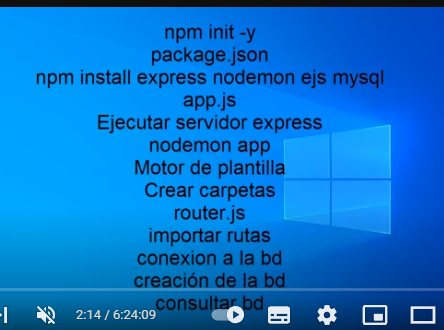 npm init -y
package.json
npm install express nodemon ejs mysql
app.js
Ejecutar servidor express
nodemon app
Motor de plantilla
Crear carpetas
router.js
importar rutas
conexion a la bd
creación de la bd
consultar bd
2:14 / 6:24:09